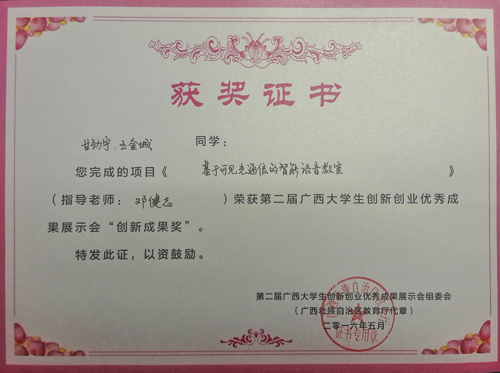 获奖证书
甘劲宇、王金城 同学：
您完成的项目《 基于可见光通信的智能语音教室 》
（指导老师：邓健志 ）荣获第二届广西大学生创新创业优秀成
果展示会“创新成果奖”。
特发此证，以资鼓励。
第二届广西大学生创新创业优秀成果展示会组委会
（广西壮族自治区教育厅代章）
二〇一六年五月